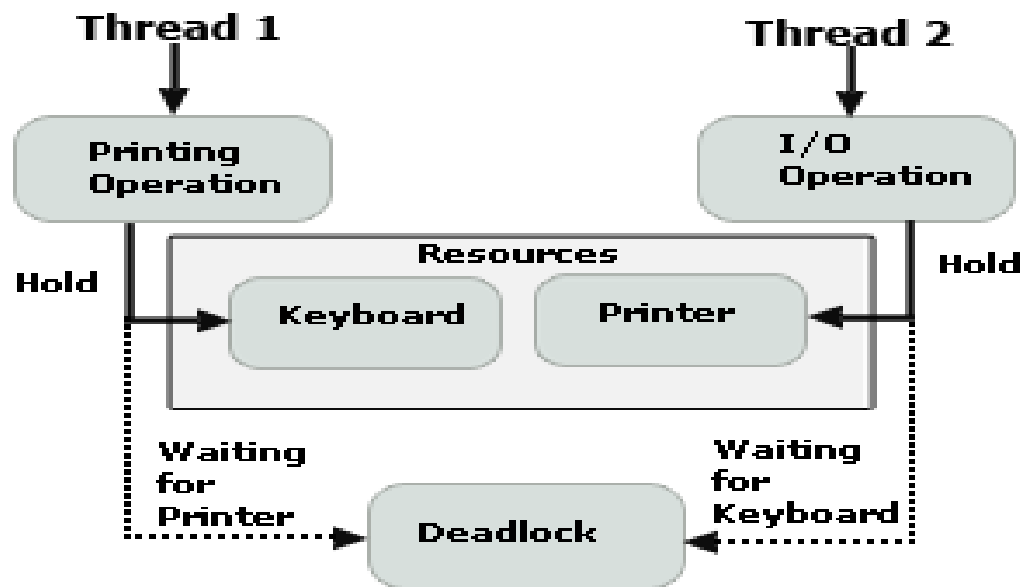 Thread 1
Thread 2
Printing
Operation
I/O
Operation
Hold
Resources
Hold
Keyboard
Printer
Waiting
for
Printer
Waiting
for
Keyboard
Deadlock